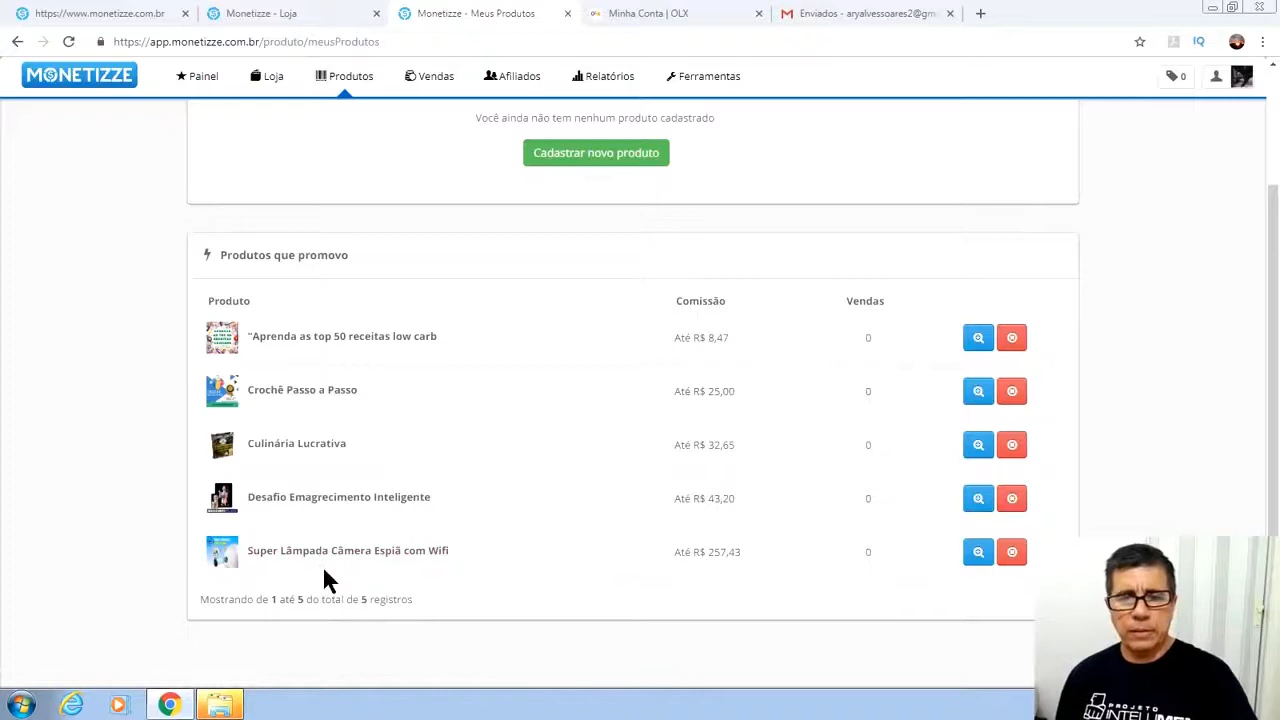 https://www.monetizze.com.br
Monetizze - Loja
Monetizze - Meus Produtos
Minha Conta | OLX
Enviados - aryalvessoares2@gm
https://app.monetizze.com.br/produto/meusProdutos
IQ
MONETIZZE
Painel
Loja
Produtos
Vendas
Afiliados
Relatórios
Ferramentas
0
Você ainda não tem nenhum produto cadastrado
Cadastrar novo produto
Produtos que promovo
Produto Comissão Vendas
"Aprenda as top 50 receitas low carb Até R$ 8,47 0
Crochê Passo a Passo Até R$ 25,00 0
Culinária Lucrativa Até R$ 32,65 0
Desafio Emagrecimento Inteligente Até R$ 43,20 0
Super Lâmpada Câmera Espiã com Wifi Até R$ 257,43 0
Mostrando de 1 até 5 do total de 5 registros
PROJETO